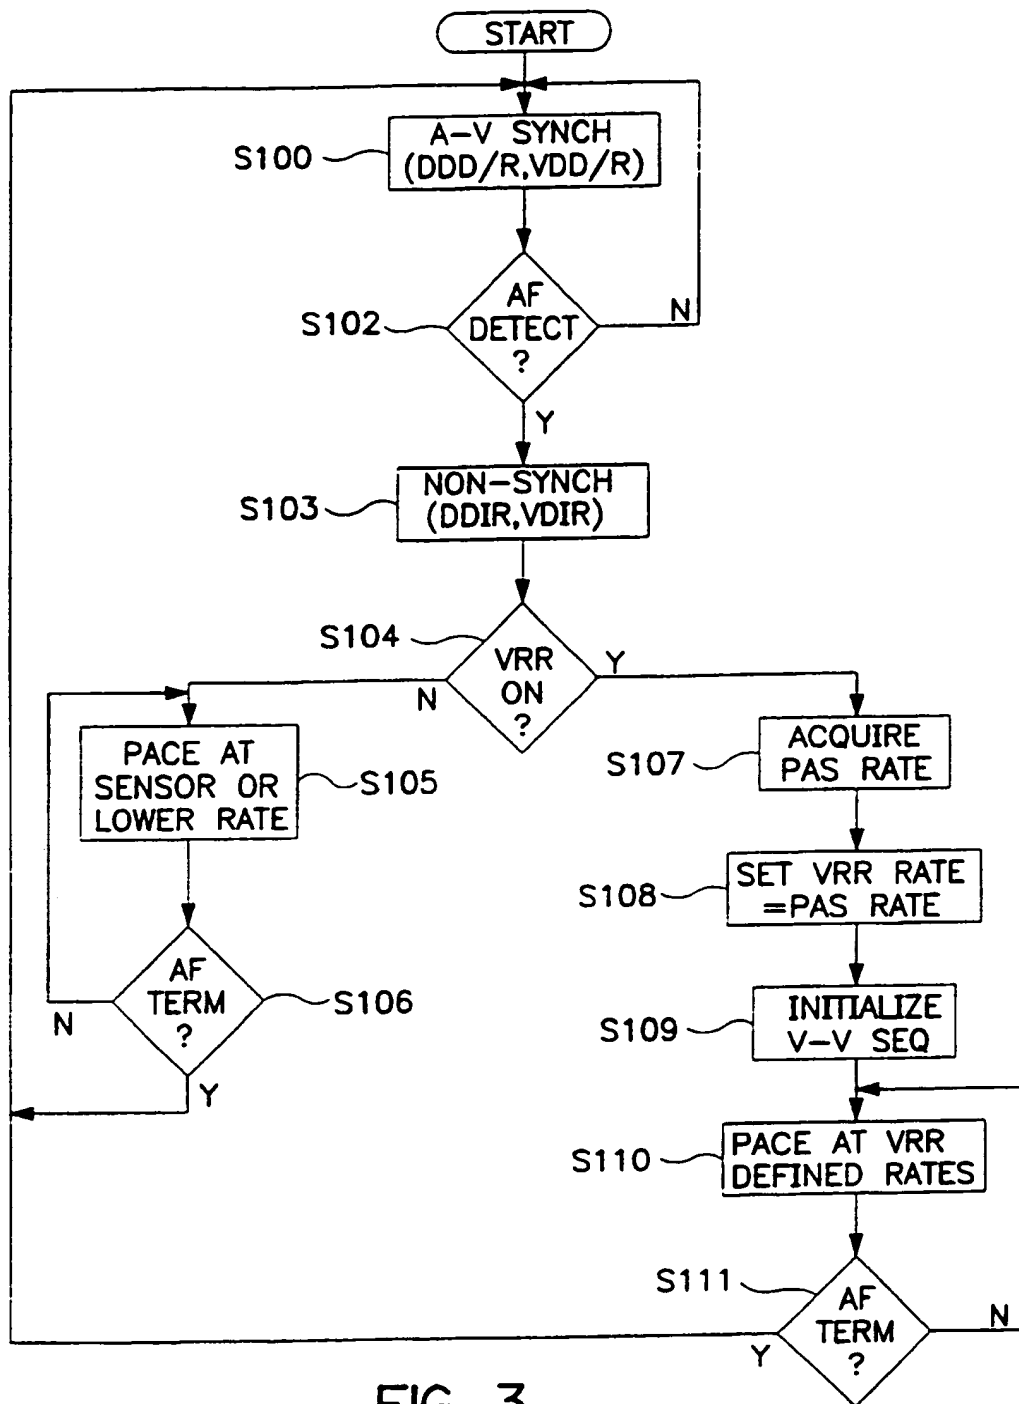 START
S100
A-V SYNCH
(DDD/R,VDD/R)
S102
AF
DETECT
?
N
Y
S103
NON-SYNCH
(DDIR,VDIR)
S104
VRR
ON
?
N
Y
PACE AT
SENSOR OR
LOWER RATE
S105
S107
ACQUIRE
PAS RATE
S108
SET VRR RATE
=PAS RATE
AF
TERM
?
S106
N
Y
S109
INITIALIZE
V-V SEQ
S110
PACE AT VRR
DEFINED RATES
S111
AF
TERM
?
N
Y
FIG. 3